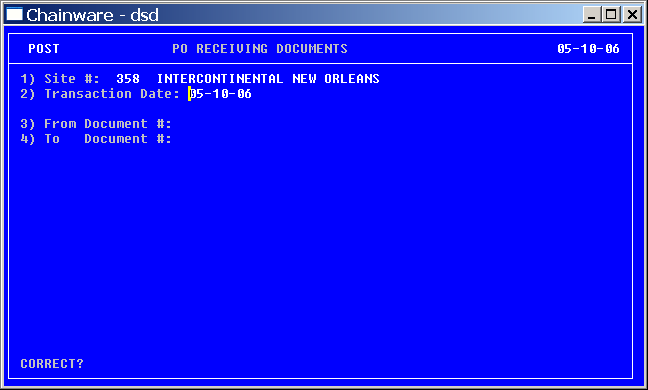 Chainware - dsd
POST PO RECEIVING DOCUMENTS 05-10-06
1) Site #: 358 INTERCONTINENTAL NEW ORLEANS
2) Transaction Date: 05-10-06
3) From Document #:
4) To Document #:
CORRECT?